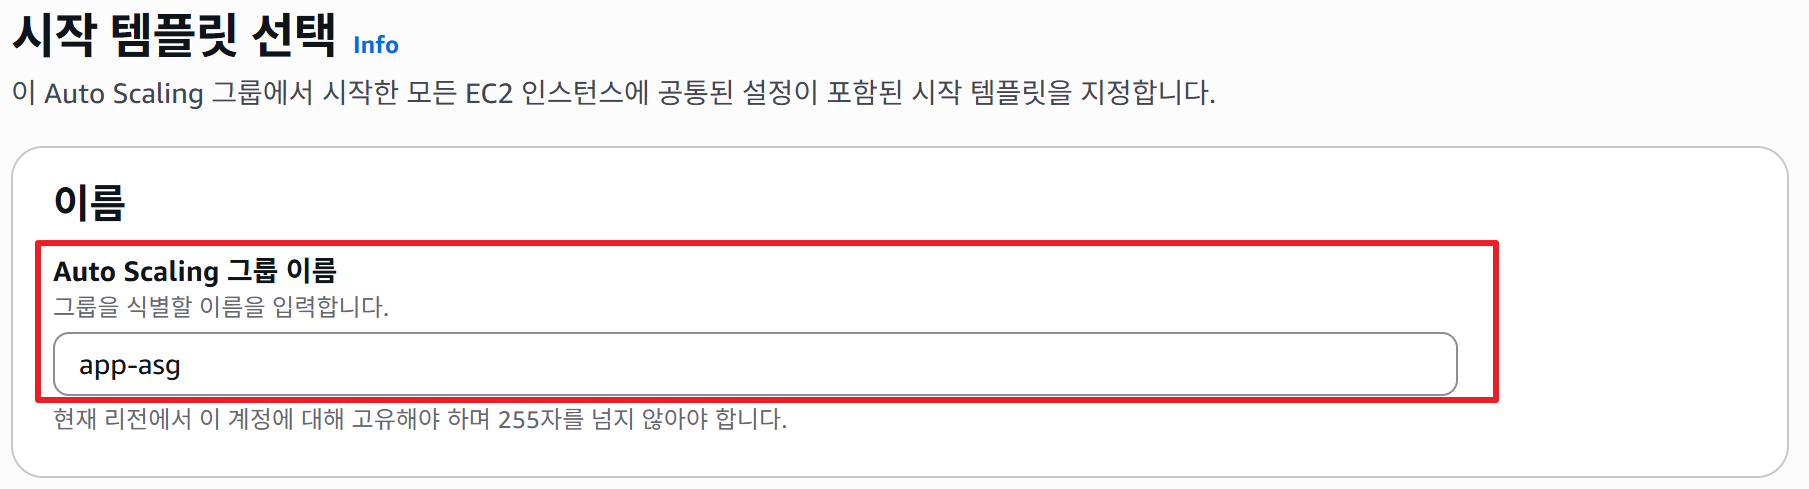 시작 템플릿 선택 Info
이 Auto Scaling 그룹에서 시작한 모든 EC2 인스턴스에 공통된 설정이 포함된 시작 템플릿을 지정합니다.
이름
Auto Scaling 그룹 이름
그룹을 식별할 이름을 입력합니다.
app-asg
현재 리전에서 이 계정에 대해 고유해야 하며 255자를 넘지 않아야 합니다.